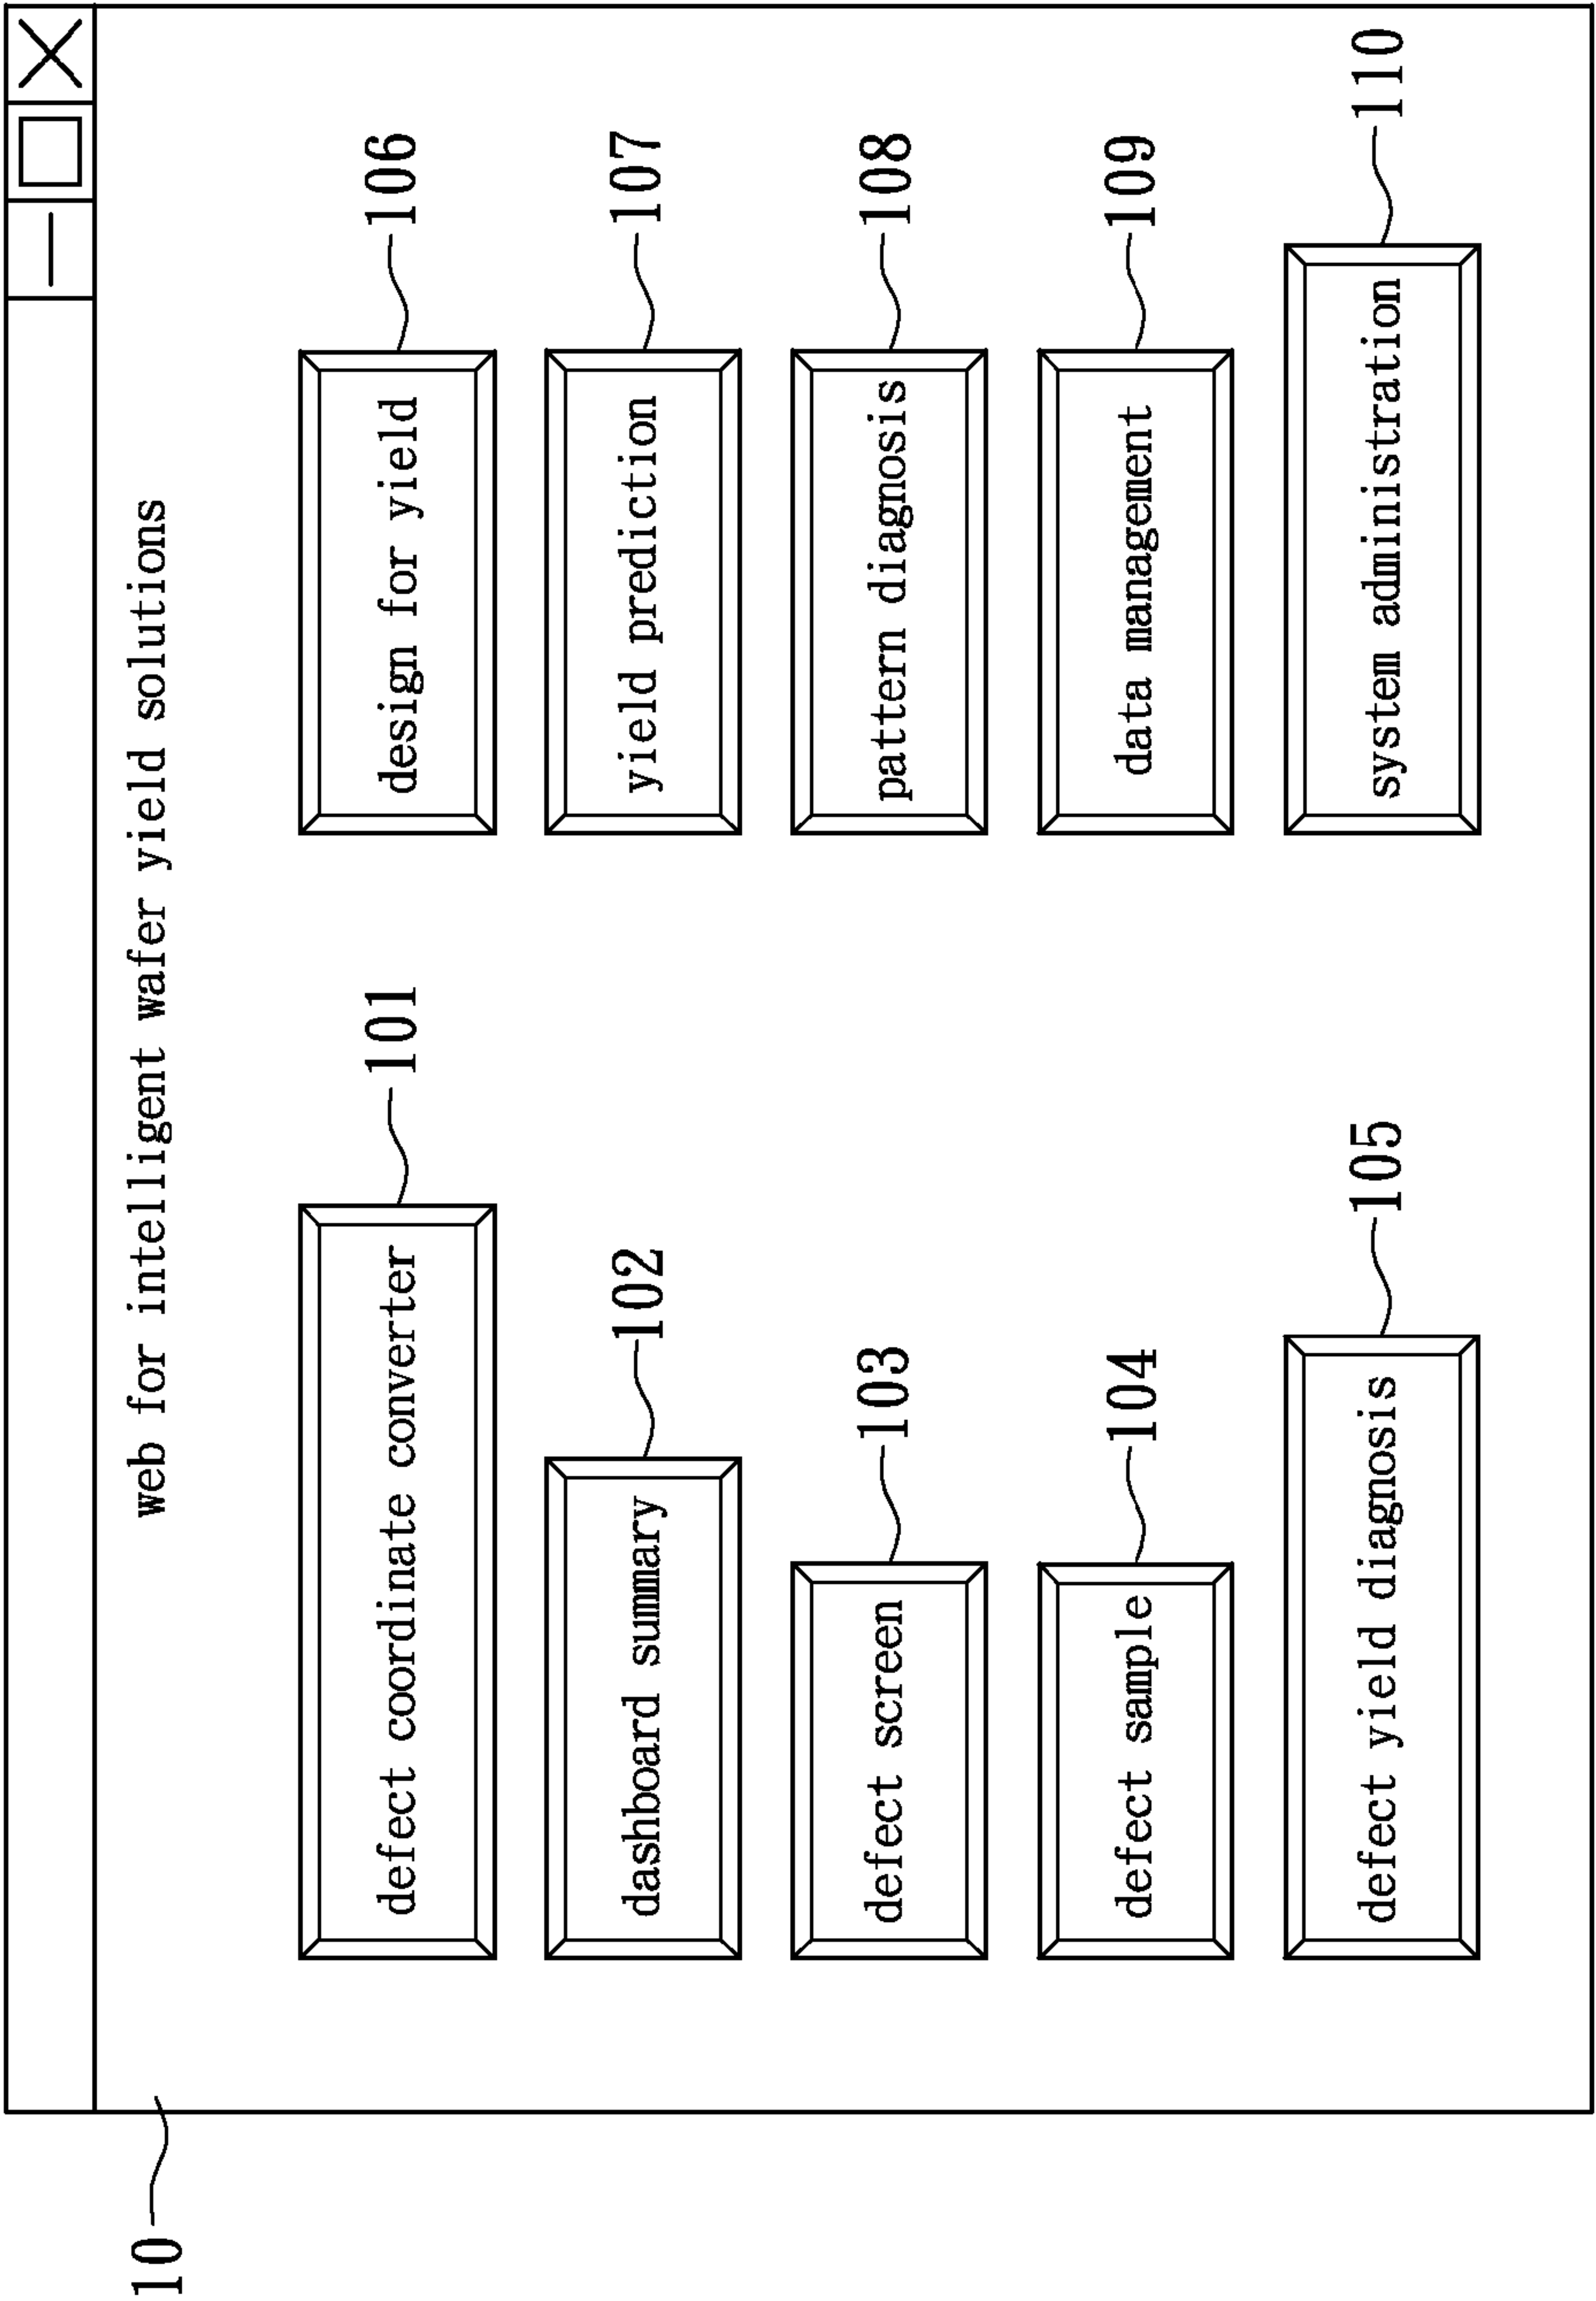 10
web for intelligent wafer yield solutions
defect coordinate converter
101
dashboard summary
102
defect screen
103
defect sample
104
defect yield diagnosis
105
design for yield
106
yield prediction
107
pattern diagnosis
108
data management
109
system administration
110